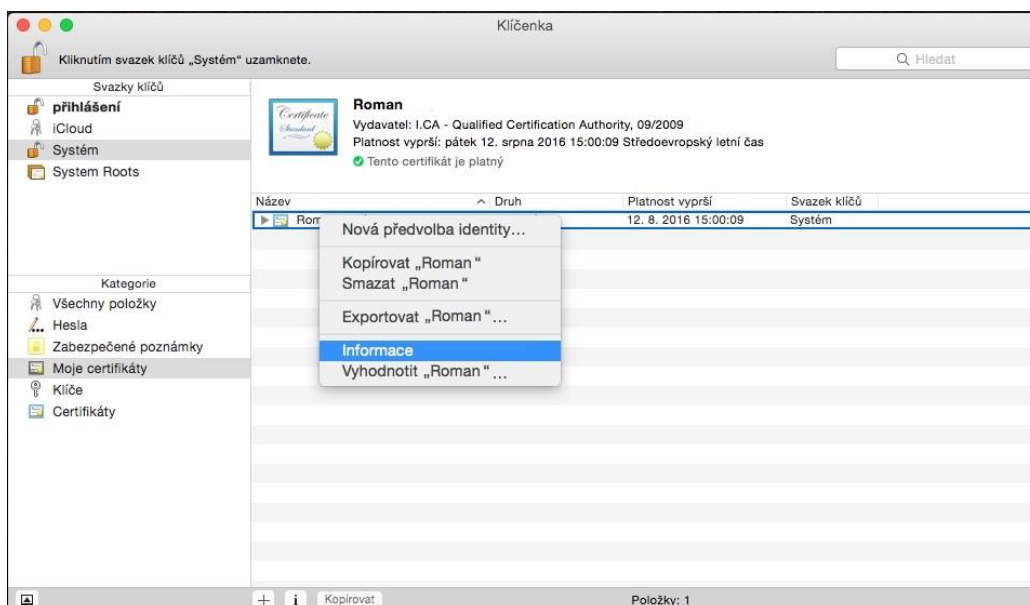 Klíčenka
Kliknutím svazek klíčů „Systém“ uzamknete.
Hledat
Svazky klíčů
přihlášení
iCloud
Systém
System Roots
Certificate
Standard
Roman
Vydavatel: I.CA - Qualified Certification Authority, 09/2009
Platnost vyprší: pátek 12. srpna 2016 15:00:09 Středoevropský letní čas
Tento certifikát je platný
Název Druh Platnost vyprší Svazek klíčů
12. 8. 2016 15:00:09 Systém
Nová předvolba identity...
Kopírovat „Roman“
Smazat „Roman“
Exportovat „Roman“...
Informace
Vyhodnotit „Roman“...
Kategorie
Všechny položky
Hesla
Zabezpečené poznámky
Moje certifikáty
Klíče
Certifikáty
Kopírovat
Položky: 1